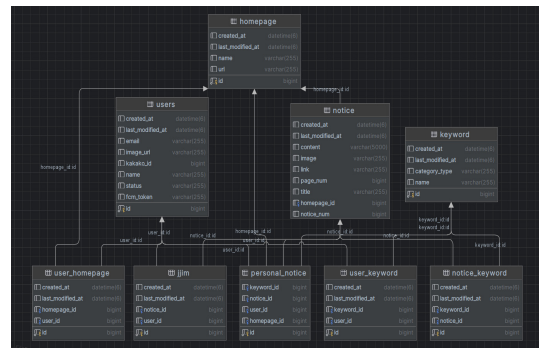 homepage
created_at datetime(6)
last_modified_at datetime(6)
name varchar(255)
url varchar(255)
id bigint
homepage_id:id
users
created_at datetime(6)
last_modified_at datetime(6)
email varchar(255)
image_url varchar(255)
kakako_id bigint
name varchar(255)
status varchar(255)
fcm_token varchar(255)
id bigint
notice
created_at datetime(6)
last_modified_at datetime(6)
content varchar(5000)
image varchar(255)
link varchar(255)
page_num bigint
title varchar(255)
homepage_id bigint
notice_num bigint
keyword
created_at datetime(6)
last_modified_at datetime(6)
category_type varchar(255)
name varchar(255)
id bigint
homepage_id:id
keyword_id:id
keyword_id:id
user_id:id
homepage_id:id
notice_id:id
user_id:id
notice_id:id
user_id:id
notice_id:id
keyword_id:id
user_id:id
user_homepage
created_at datetime(6)
last_modified_at datetime(6)
homepage_id bigint
user_id bigint
id bigint
jjim
created_at datetime(6)
last_modified_at datetime(6)
notice_id bigint
user_id bigint
id bigint
personal_notice
keyword_id bigint
notice_id bigint
user_id bigint
homepage_id bigint
id bigint
user_keyword
created_at datetime(6)
last_modified_at datetime(6)
keyword_id bigint
user_id bigint
id bigint
notice_keyword
created_at datetime(6)
last_modified_at datetime(6)
keyword_id bigint
notice_id bigint
id bigint